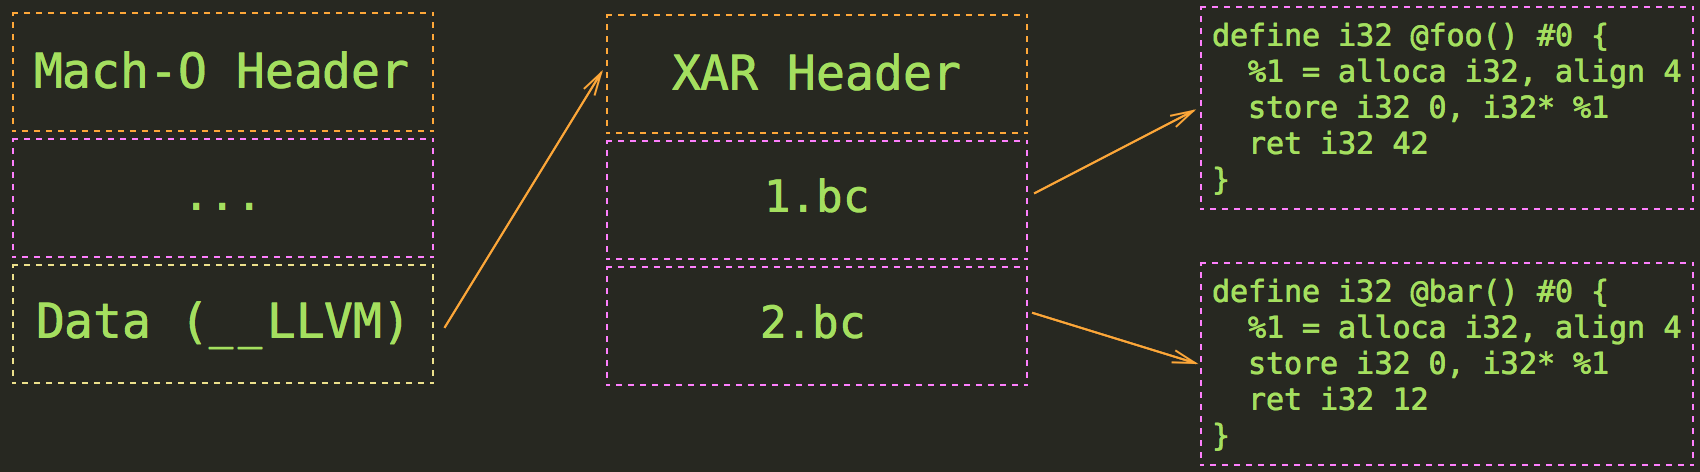 Mach-O Header
...
Data (__LLVM)
XAR Header
1.bc
2.bc
define i32 @foo() #0 {
  %1 = alloca i32, align 4
  store i32 0, i32* %1
  ret i32 42
}
define i32 @bar() #0 {
  %1 = alloca i32, align 4
  store i32 0, i32* %1
  ret i32 12
}